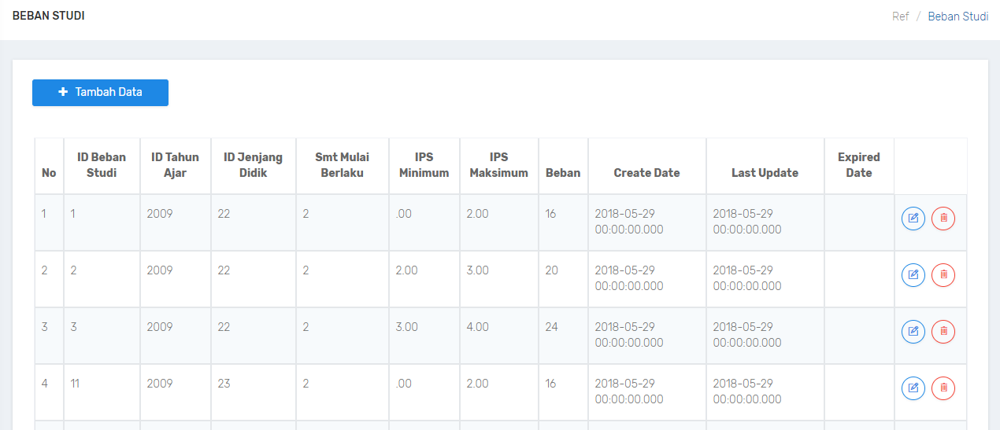 BEBAN STUDI
Ref / Beban Studi
Tambah Data
No ID Beban Studi ID Tahun Ajar ID Jenjang Didik Smt Mulai Berlaku IPS Minimum IPS Maksimum Beban Create Date Last Update Expired Date
1 1 2009 22 2 .00 2.00 16 2018-05-29 00:00:00.000 2018-05-29 00:00:00.000
2 2 2009 22 2 2.00 3.00 20 2018-05-29 00:00:00.000 2018-05-29 00:00:00.000
3 3 2009 22 2 3.00 4.00 24 2018-05-29 00:00:00.000 2018-05-29 00:00:00.000
4 11 2009 23 2 .00 2.00 16 2018-05-29 00:00:00.000 2018-05-29 00:00:00.000